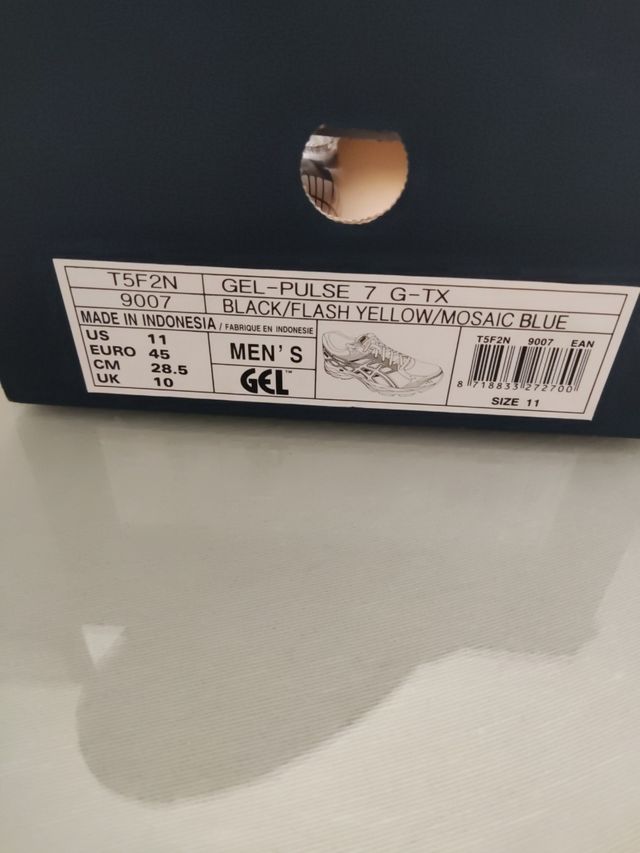 T5F2N GEL-PULSE 7 G-TX
9007 BLACK/FLASH YELLOW/MOSAIC BLUE
MADE IN INDONESIA / FABRIQUE EN INDONESIE
US 11
EURO 45
CM 28.5
UK 10
MEN'S
GEL™
T5F2N 9007 EAN
8 718833 272700
SIZE 11